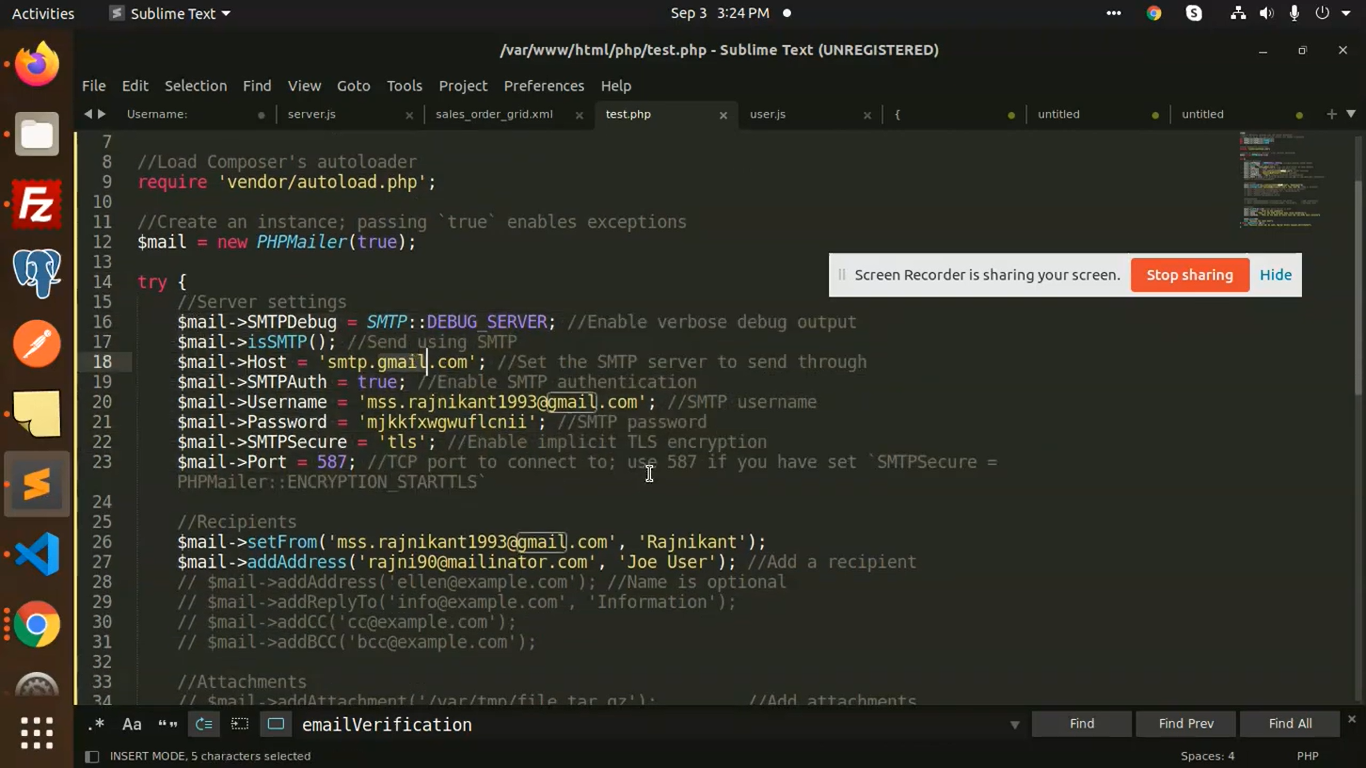 Activities
Sublime Text
Sep 3 3:24 PM
/var/www/html/php/test.php - Sublime Text (UNREGISTERED)
File Edit Selection Find View Goto Tools Project Preferences Help
Username: server.js sales_order_grid.xml test.php user.js { untitled untitled
7
8 //Load Composer's autoloader
9 require 'vendor/autoload.php';
10
11 //Create an instance; passing `true` enables exceptions
12 $mail = new PHPMailer(true);
13
14 try {
15 //Server settings
16 $mail->SMTPDebug = SMTP::DEBUG_SERVER; //Enable verbose debug output
17 $mail->isSMTP(); //Send using SMTP
18 $mail->Host = 'smtp.gmail.com'; //Set the SMTP server to send through
19 $mail->SMTPAuth = true; //Enable SMTP authentication
20 $mail->Username = 'mss.rajnikant1993@gmail.com'; //SMTP username
21 $mail->Password = 'mjkkfxwgwuflcnii'; //SMTP password
22 $mail->SMTPSecure = 'tls'; //Enable implicit TLS encryption
23 $mail->Port = 587; //TCP port to connect to; use 587 if you have set `SMTPSecure =
PHPMailer::ENCRYPTION_STARTTLS`
24
25 //Recipients
26 $mail->setFrom('mss.rajnikant1993@gmail.com', 'Rajnikant');
27 $mail->addAddress('rajni90@mailinator.com', 'Joe User'); //Add a recipient
28 // $mail->addAddress('ellen@example.com'); //Name is optional
29 // $mail->addReplyTo('info@example.com', 'Information');
30 // $mail->addCC('cc@example.com');
31 // $mail->addBCC('bcc@example.com');
32
33 //Attachments
34 // $mail->addAttachment('/var/tmp/file.tar.gz'); //Add attachments
Screen Recorder is sharing your screen. Stop sharing Hide
.* Aa “” emailVerification Find Find Prev Find All
INSERT MODE, 5 characters selected Spaces: 4 PHP